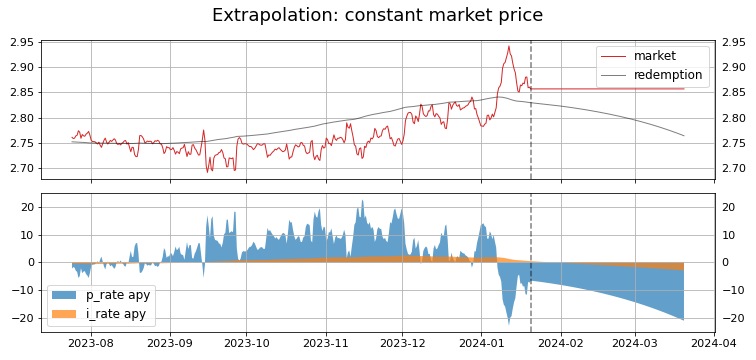 Extrapolation: constant market price
2.95 2.95
2.90 market 2.90
redemption
2.85 2.85
2.80 2.80
2.75 2.75
2.70 2.70
20 20
10 10
0 0
−10 −10
p_rate apy
−20 i_rate apy −20
2023-08 2023-09 2023-10 2023-11 2023-12 2024-01 2024-02 2024-03 2024-04